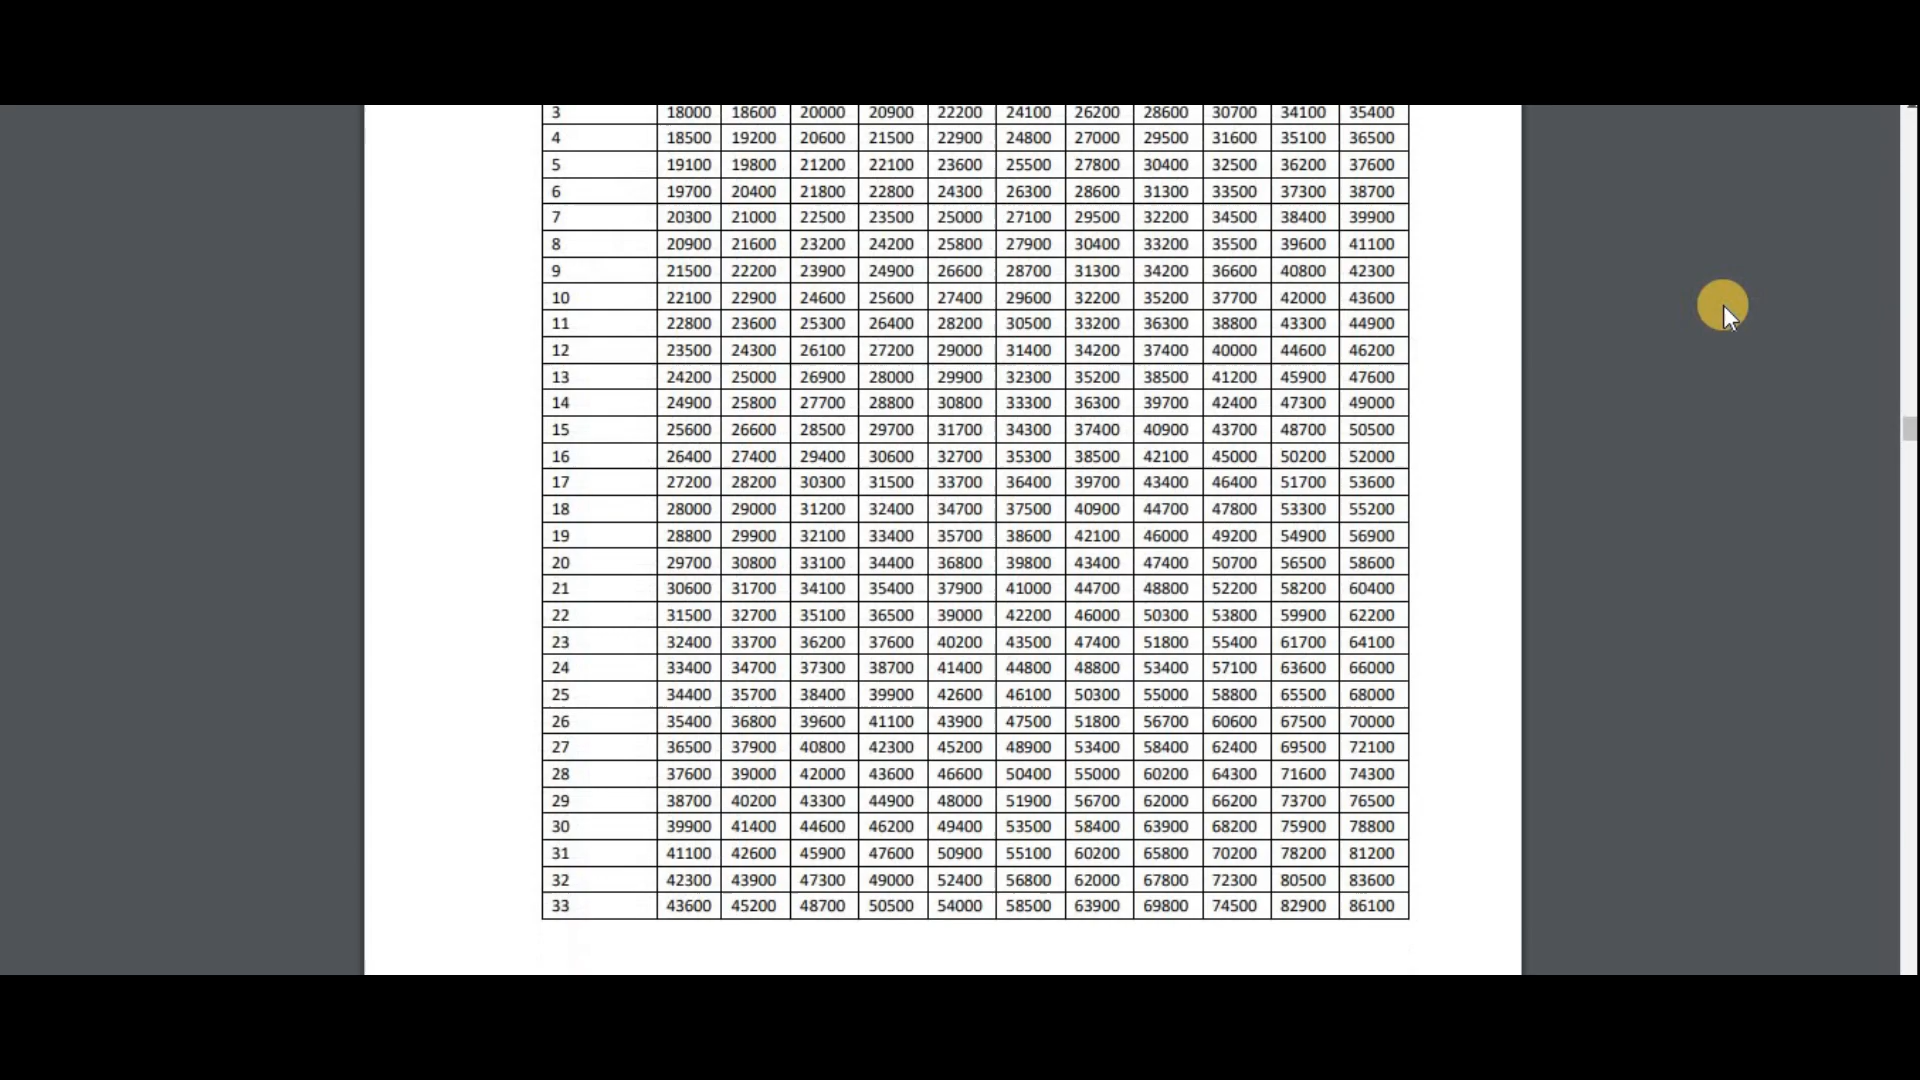 3 18000 18600 20000 20900 22200 24100 26200 28600 30700 34100 35400
4 18500 19200 20600 21500 22900 24800 27000 29500 31600 35100 36500
5 19100 19800 21200 22100 23600 25500 27800 30400 32500 36200 37600
6 19700 20400 21800 22800 24300 26300 28600 31300 33500 37300 38700
7 20300 21000 22500 23500 25000 27100 29500 32200 34500 38400 39900
8 20900 21600 23200 24200 25800 27900 30400 33200 35500 39600 41100
9 21500 22200 23900 24900 26600 28700 31300 34200 36600 40800 42300
10 22100 22900 24600 25600 27400 29600 32200 35200 37700 42000 43600
11 22800 23600 25300 26400 28200 30500 33200 36300 38800 43300 44900
12 23500 24300 26100 27200 29000 31400 34200 37400 40000 44600 46200
13 24200 25000 26900 28000 29900 32300 35200 38500 41200 45900 47600
14 24900 25800 27700 28800 30800 33300 36300 39700 42400 47300 49000
15 25600 26600 28500 29700 31700 34300 37400 40900 43700 48700 50500
16 26400 27400 29400 30600 32700 35300 38500 42100 45000 50200 52000
17 27200 28200 30300 31500 33700 36400 39700 43400 46400 51700 53600
18 28000 29000 31200 32400 34700 37500 40900 44700 47800 53300 55200
19 28800 29900 32100 33400 35700 38600 42100 46000 49200 54900 56900
20 29700 30800 33100 34400 36800 39800 43400 47400 50700 56500 58600
21 30600 31700 34100 35400 37900 41000 44700 48800 52200 58200 60400
22 31500 32700 35100 36500 39000 42200 46000 50300 53800 59900 62200
23 32400 33700 36200 37600 40200 43500 47400 51800 55400 61700 64100
24 33400 34700 37300 38700 41400 44800 48800 53400 57100 63600 66000
25 34400 35700 38400 39900 42600 46100 50300 55000 58800 65500 68000
26 35400 36800 39600 41100 43900 47500 51800 56700 60600 67500 70000
27 36500 37900 40800 42300 45200 48900 53400 58400 62400 69500 72100
28 37600 39000 42000 43600 46600 50400 55000 60200 64300 71600 74300
29 38700 40200 43300 44900 48000 51900 56700 62000 66200 73700 76500
30 39900 41400 44600 46200 49400 53500 58400 63900 68200 75900 78800
31 41100 42600 45900 47600 50900 55100 60200 65800 70200 78200 81200
32 42300 43900 47300 49000 52400 56800 62000 67800 72300 80500 83600
33 43600 45200 48700 50500 54000 58500 63900 69800 74500 82900 86100